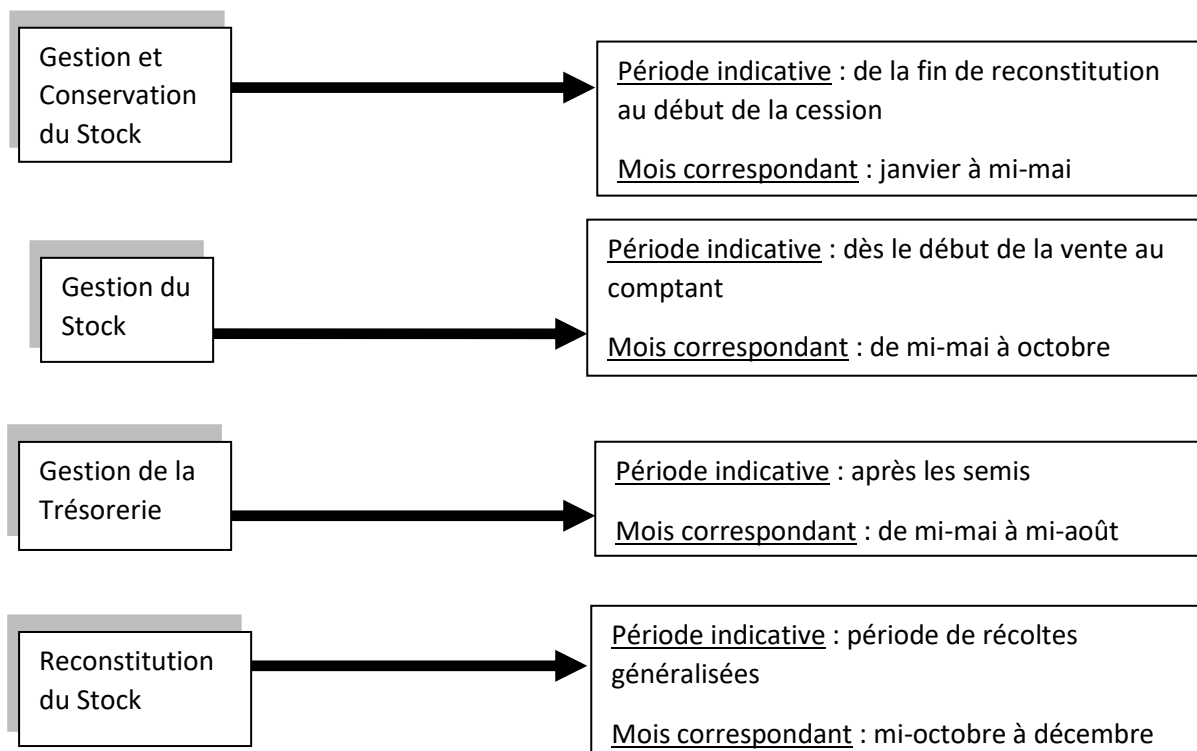 Gestion et
Conservation
du Stock
Période indicative : de la fin de reconstitution
au début de la cession
Mois correspondant : janvier à mi-mai
Gestion du
Stock
Période indicative : dès le début de la vente au
comptant
Mois correspondant : de mi-mai à octobre
Gestion de la
Trésorerie
Période indicative : après les semis
Mois correspondant : de mi-mai à mi-août
Reconstitution
du Stock
Période indicative : période de récoltes
généralisées
Mois correspondant : mi-octobre à décembre